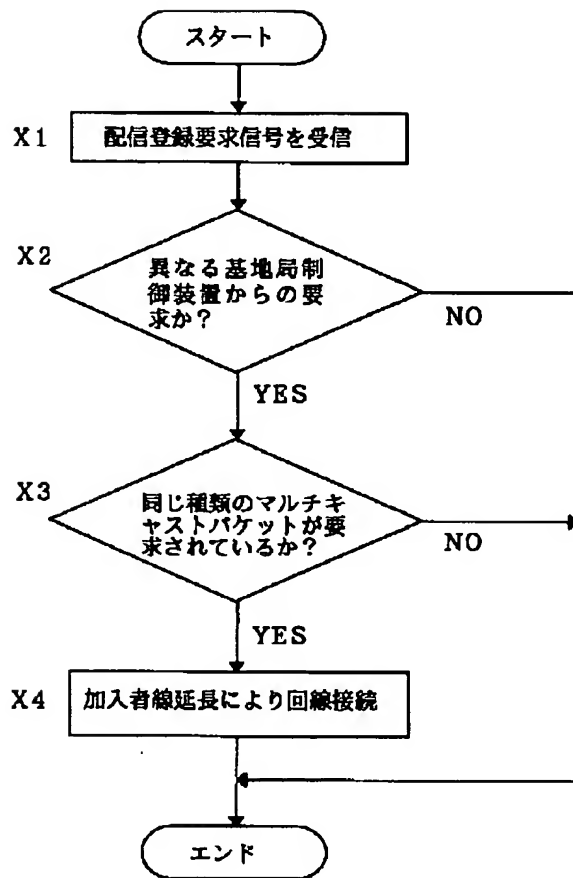 スタート
X1
配信登録要求信号を受信
X2
異なる基地局制
御装置からの要
求か?
NO
YES
X3
同じ種類のマルチキ
ャストパケットが要
求されているか?
NO
YES
X4
加入者線延長により回線接続
エンド